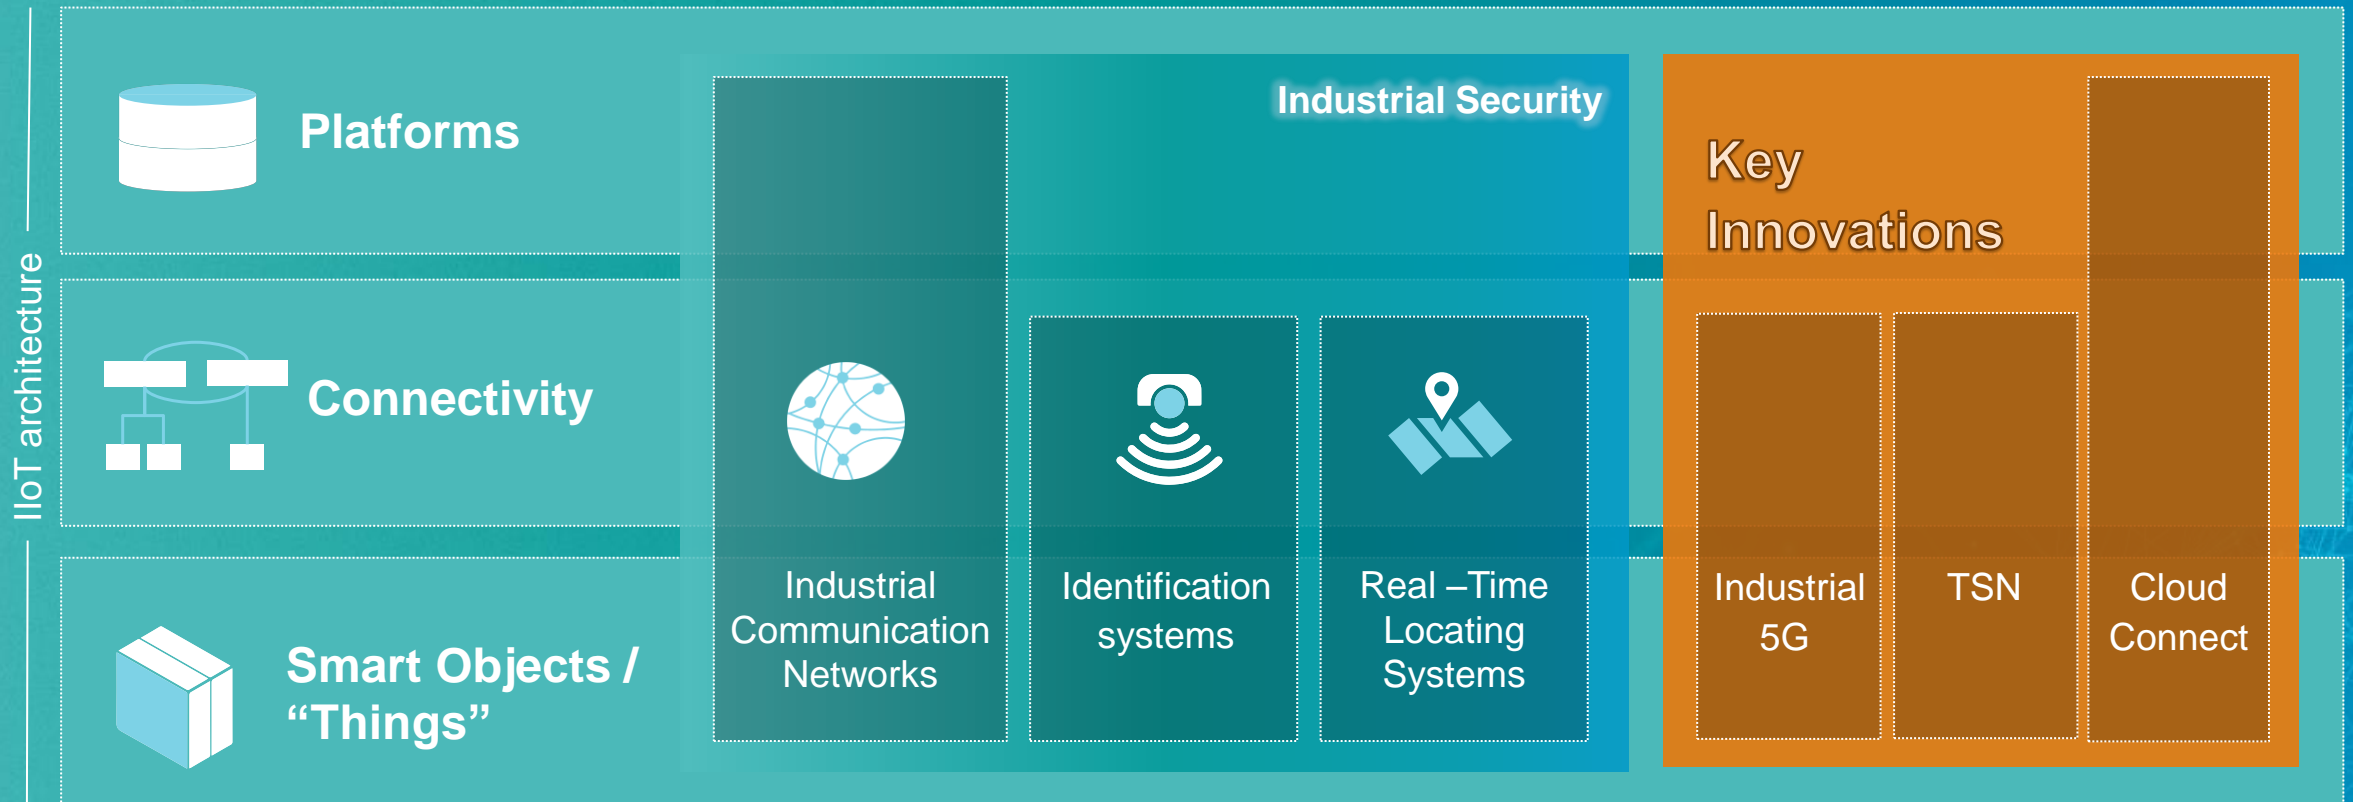 IIoT architecture
Platforms
Industrial Security
Key
Innovations
Connectivity
Smart Objects /
“Things”
Industrial
Communication
Networks
Identification
systems
Real –Time
Locating
Systems
Industrial
5G
TSN
Cloud
Connect